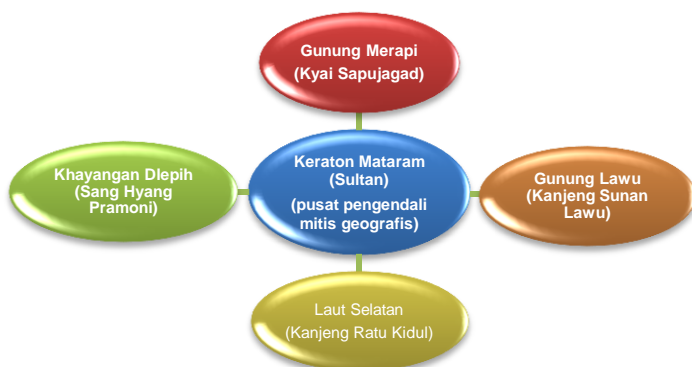 Gunung Merapi
(Kyai Sapujagad)
Khayangan Dlepih
(Sang Hyang
Pramoni)
Keraton Mataram
(Sultan)
(pusat pengendali
mitis geografis)
Gunung Lawu
(Kanjeng Sunan
Lawu)
Laut Selatan
(Kanjeng Ratu Kidul)